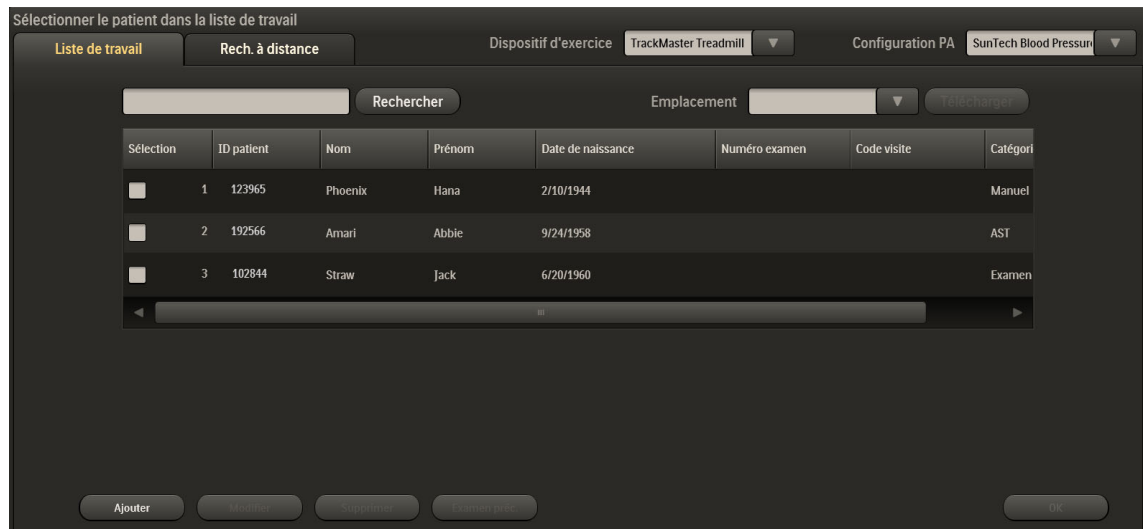 Sélectionner le patient dans la liste de travail
Liste de travail Rech. à distance Dispositif d'exercice TrackMaster Treadmill Configuration PA SunTech Blood Pressur
Rechercher Emplacement Télécharger
Sélection ID patient Nom Prénom Date de naissance Numéro examen Code visite Catégori
1 123965 Phoenix Hana 2/10/1944 Manuel
2 192566 Amari Abbie 9/24/1958 AST
3 102844 Straw Jack 6/20/1960 Examen
Ajouter Modifier Supprimer Examen préc. OK